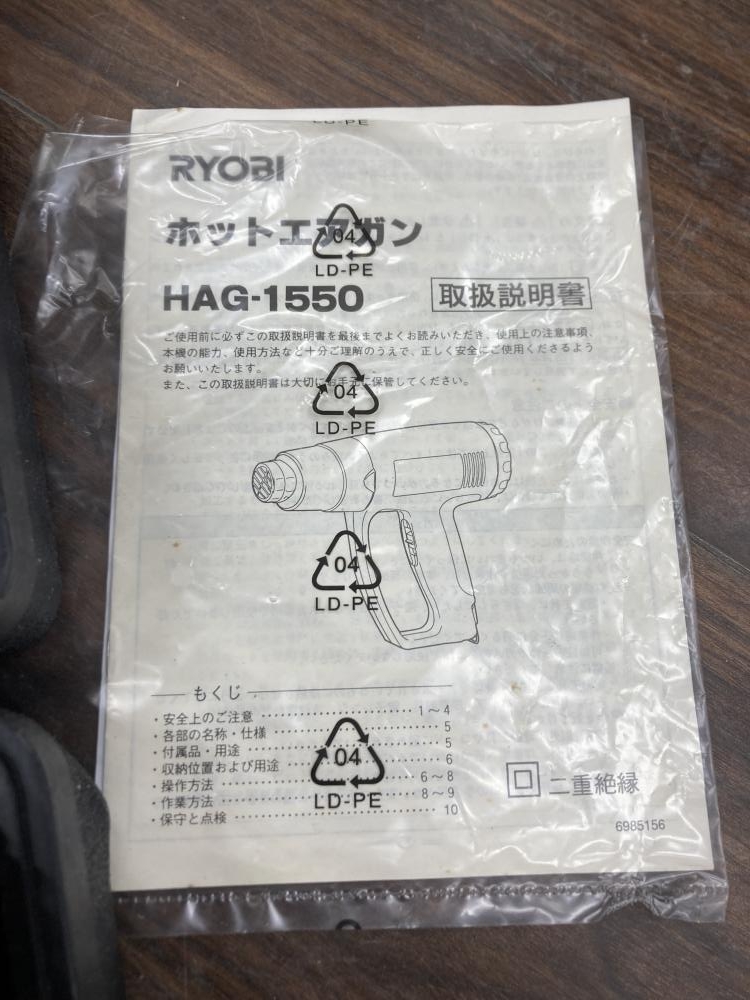 LD-PE
RYOBI
ホットエアガン
04
LD-PE
HAG-1550 取扱説明書
ご使用前に必ずこの取扱説明書を最後までよくお読みいただき、使用上の注意事項、
本機の能力、使用方法など十分ご理解のうえで、正しく安全にご使用くださるよう
お願いいたします。
また、この取扱説明書は大切にお手元に保管してください。
04
LD-PE
04
LD-PE
もくじ
・安全上のご注意 1～4
・各部の名称・仕様 5
・付属品・用途 5
・収納位置および用途 6
・操作方法 6～8
・作業方法 8～9
・保守と点検 10
04
LD-PE
二重絶縁
6985156